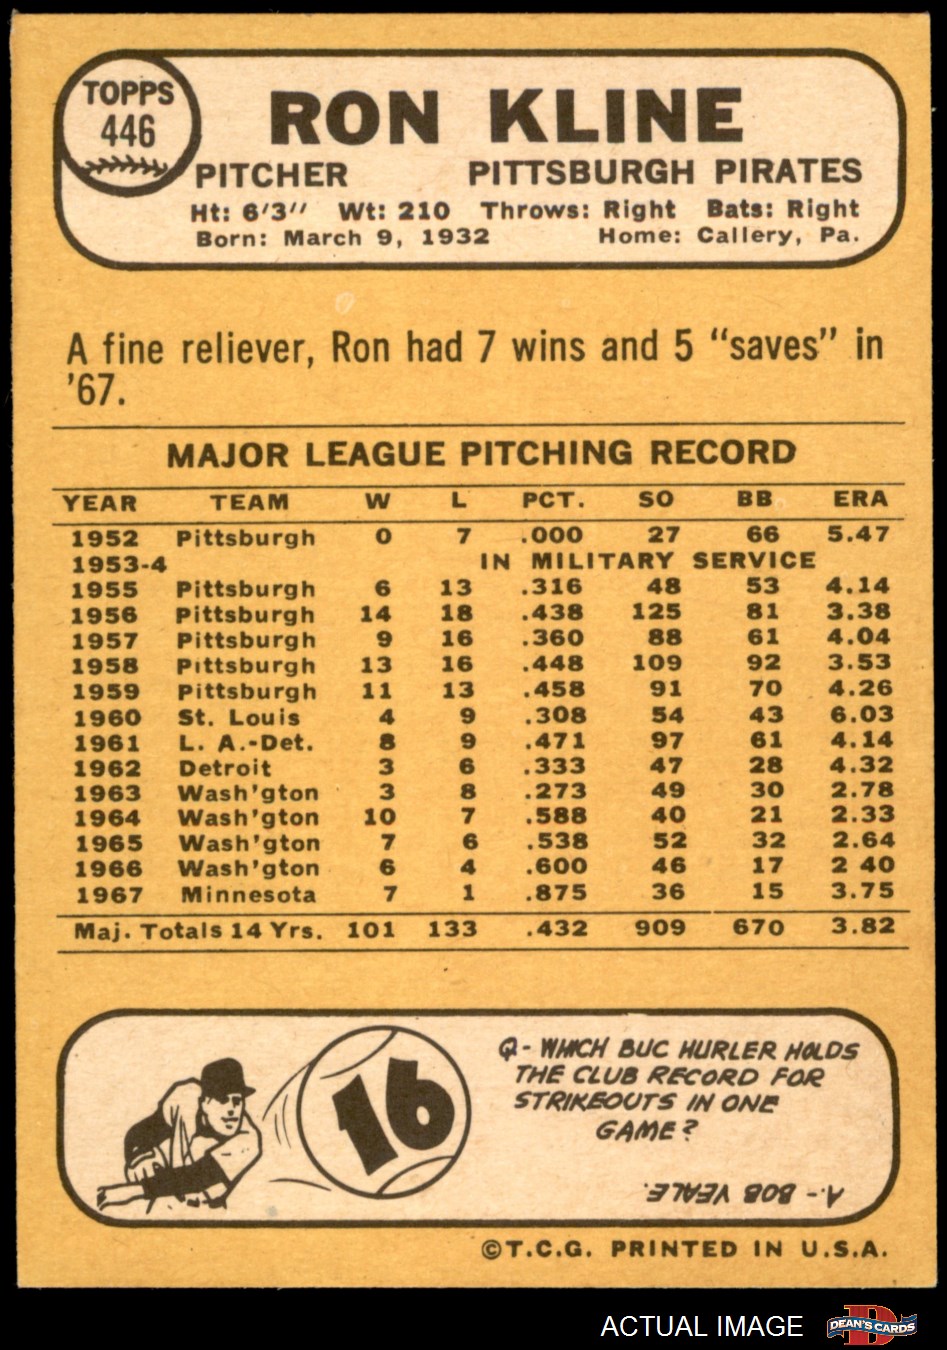 TOPPS
446
RON KLINE
PITCHER PITTSBURGH PIRATES
Ht: 6'3" Wt: 210 Throws: Right Bats: Right
Born: March 9, 1932 Home: Callery, Pa.
A fine reliever, Ron had 7 wins and 5 “saves” in
'67.
MAJOR LEAGUE PITCHING RECORD
YEAR TEAM W L PCT. SO BB ERA
1952 Pittsburgh 0 7 .000 27 66 5.47
1953-4 IN MILITARY SERVICE
1955 Pittsburgh 6 13 .316 48 53 4.14
1956 Pittsburgh 14 18 .438 125 81 3.38
1957 Pittsburgh 9 16 .360 88 61 4.04
1958 Pittsburgh 13 16 .448 109 92 3.53
1959 Pittsburgh 11 13 .458 91 70 4.26
1960 St. Louis 4 9 .308 54 43 6.03
1961 L. A.-Det. 8 9 .471 97 61 4.14
1962 Detroit 3 6 .333 47 28 4.32
1963 Wash'gton 3 8 .273 49 30 2.78
1964 Wash'gton 10 7 .588 40 21 2.33
1965 Wash'gton 7 6 .538 52 32 2.64
1966 Wash'gton 6 4 .600 46 17 2 40
1967 Minnesota 7 1 .875 36 15 3.75
Maj. Totals 14 Yrs. 101 133 .432 909 670 3.82
16
Q- WHICH BUC HURLER HOLDS
THE CLUB RECORD FOR
STRIKEOUTS IN ONE
GAME?
A.- BOB VEALE.
©T.C.G. PRINTED IN U.S.A.
ACTUAL IMAGE
D
DEAN'S CARDS